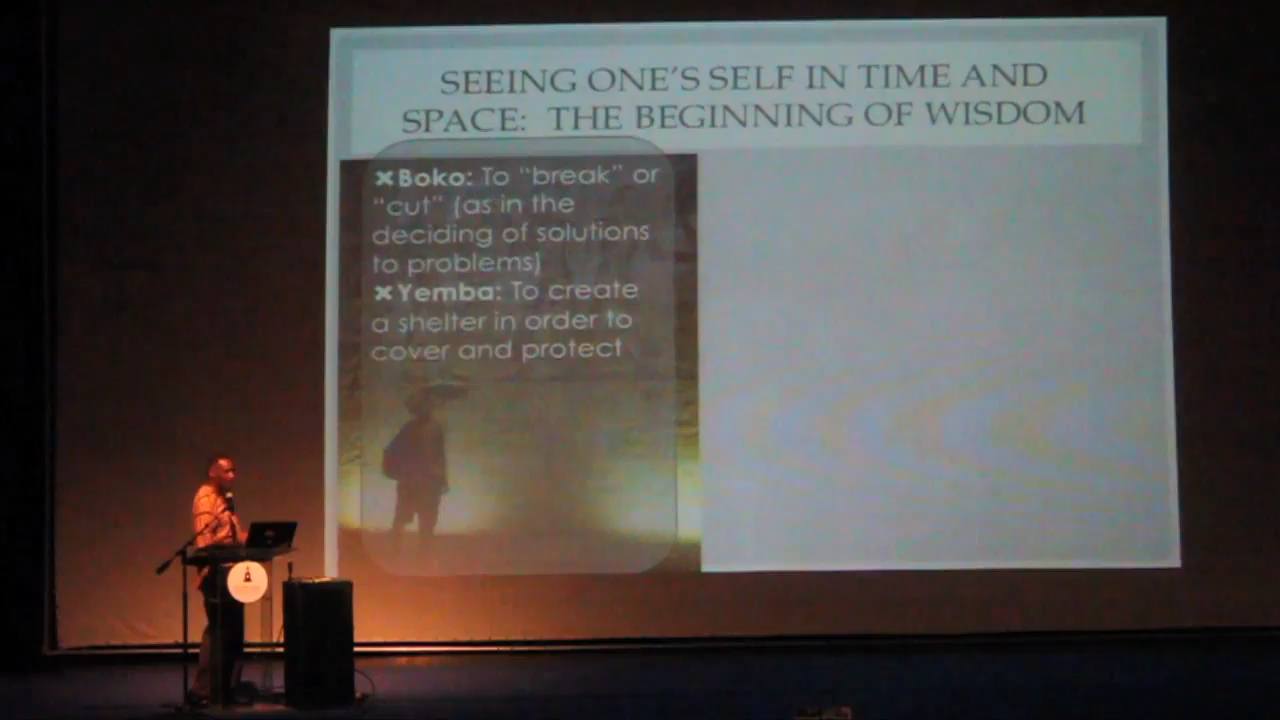 SEEING ONE'S SELF IN TIME AND
SPACE: THE BEGINNING OF WISDOM
×Boko: To “break” or
“cut” (as in the
deciding of solutions
to problems)
×Yemba: To create
a shelter in order to
cover and protect